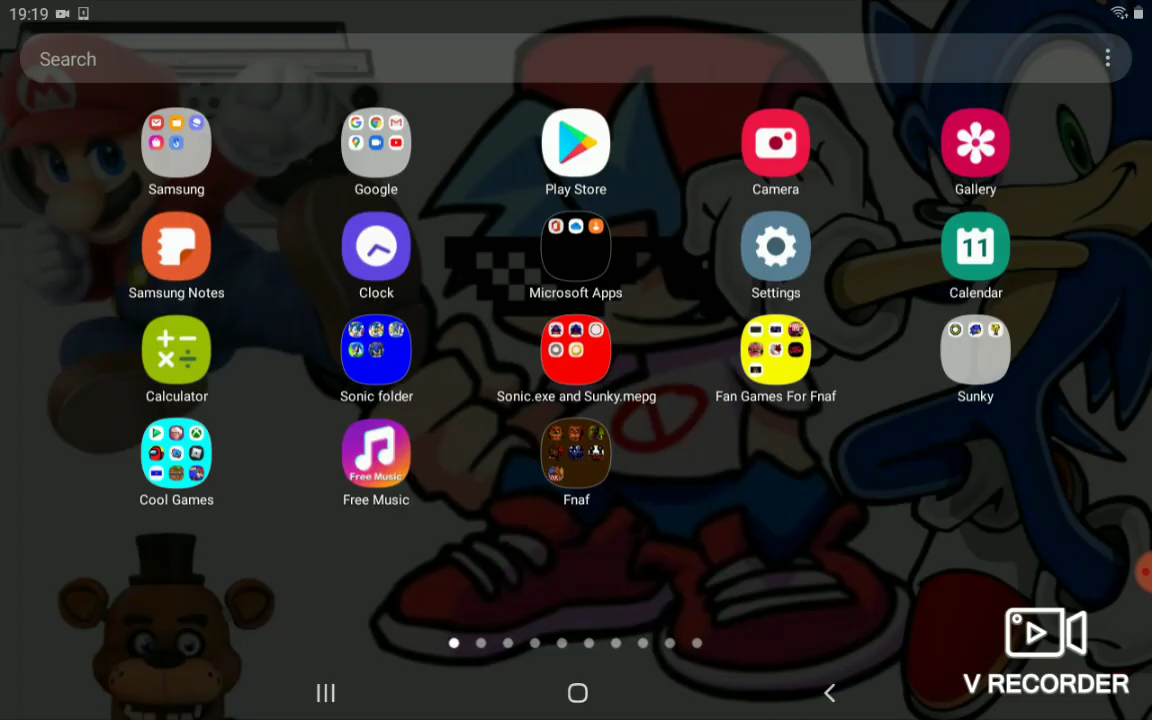 19:19
Search
Samsung
Google
Play Store
Camera
Gallery
Samsung Notes
Clock
Microsoft Apps
Settings
11
Calendar
Calculator
Sonic folder
Sonic.exe and Sunky.mepg
Fan Games For Fnaf
Sunky
Cool Games
Free Music
Free Music
Fnaf
V RECORDER